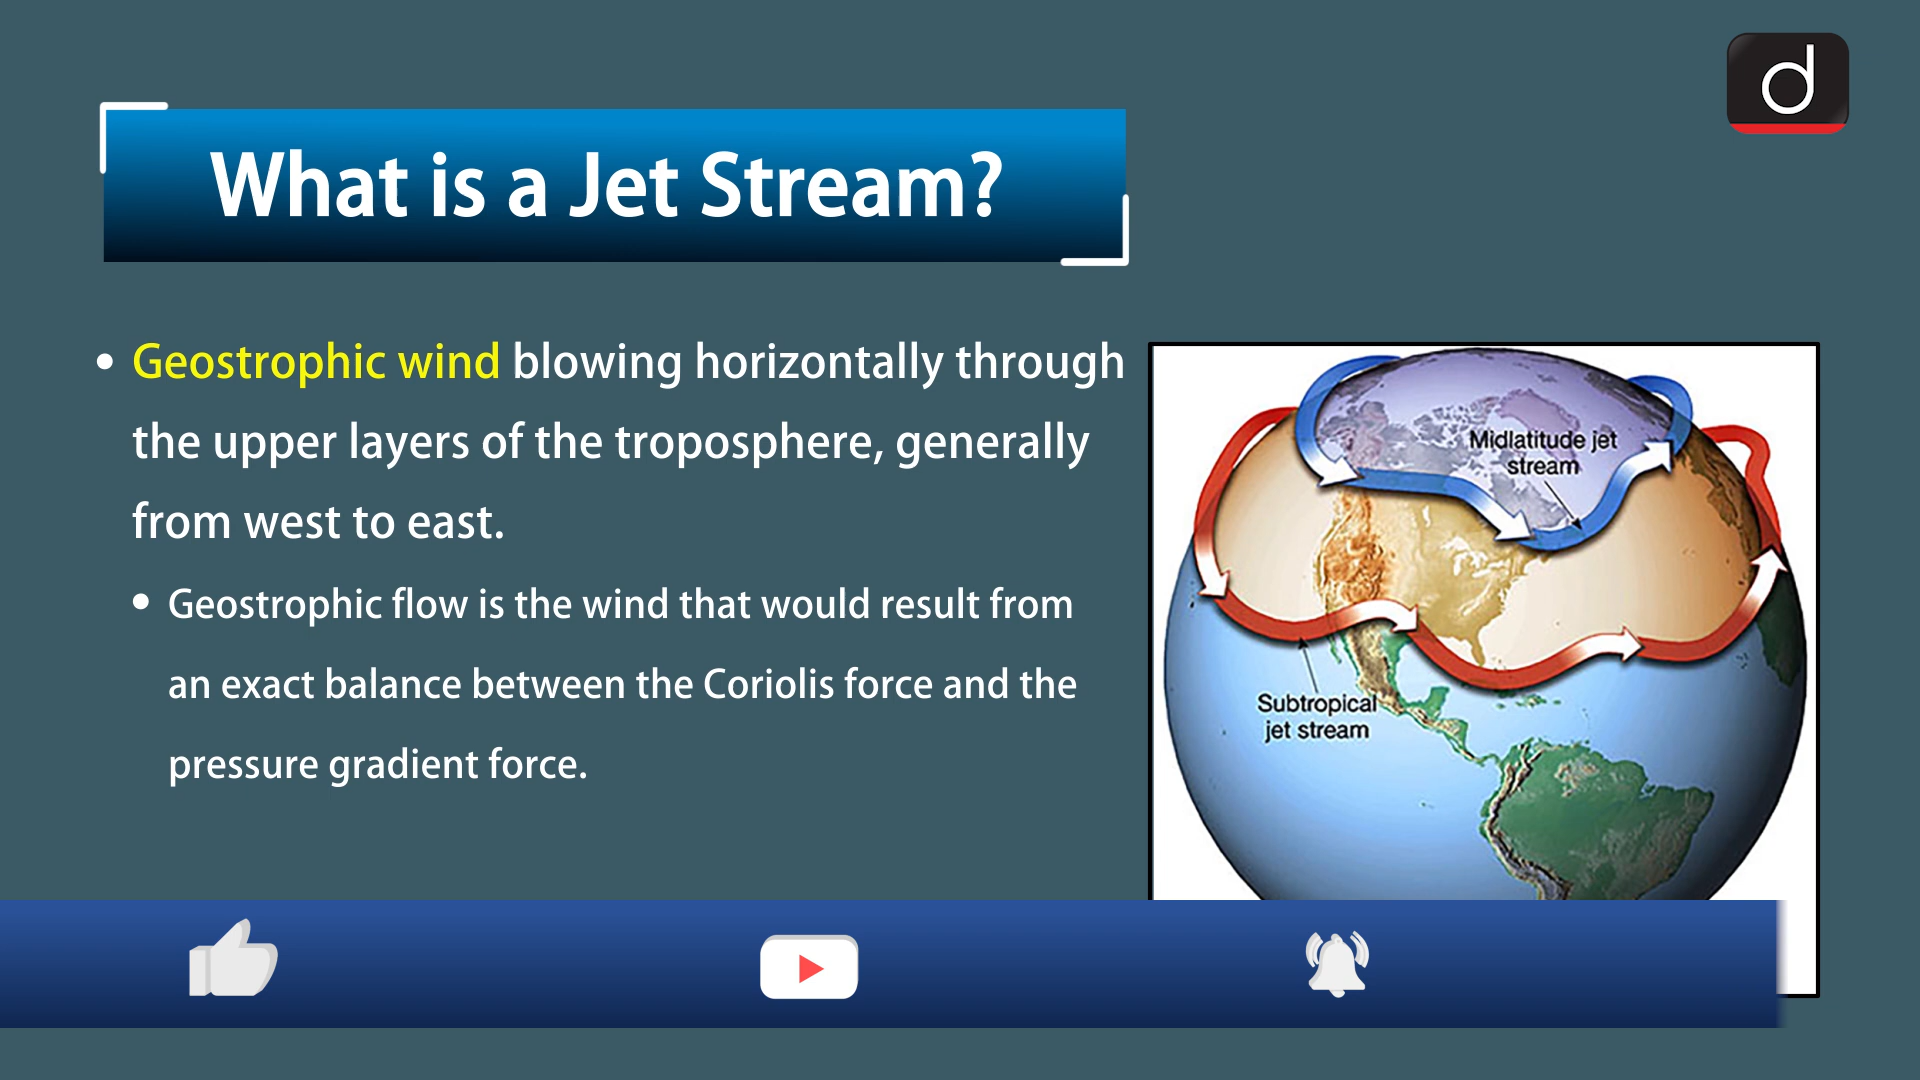 d
What is a Jet Stream?
• Geostrophic wind blowing horizontally through
the upper layers of the troposphere, generally
from west to east.
• Geostrophic flow is the wind that would result from
an exact balance between the Coriolis force and the
pressure gradient force.
Midlatitude jet
stream
Subtropical
jet stream